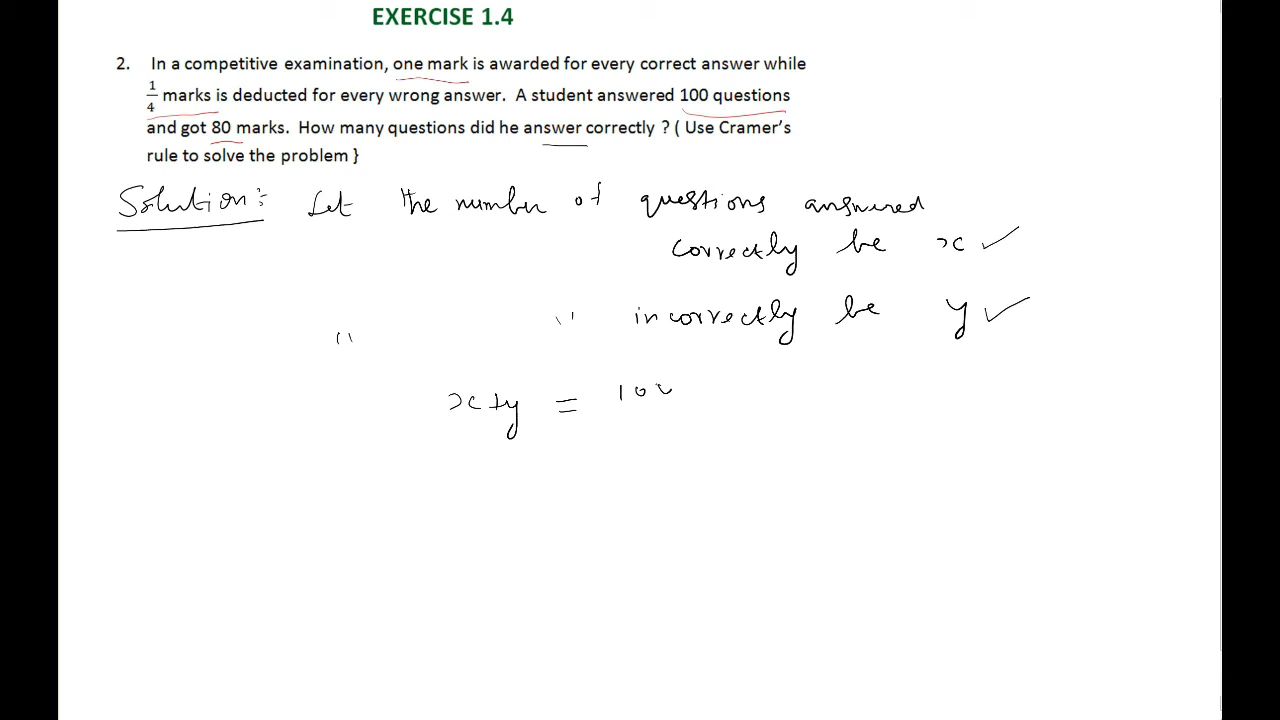 EXERCISE 1.4
2. In a competitive examination, one mark is awarded for every correct answer while
1/4 marks is deducted for every wrong answer. A student answered 100 questions
and got 80 marks. How many questions did he answer correctly ? ( Use Cramer's
rule to solve the problem }
Solution: Let the number of questions answered
correctly be x ✓
" " incorrectly be y ✓
x+y = 100